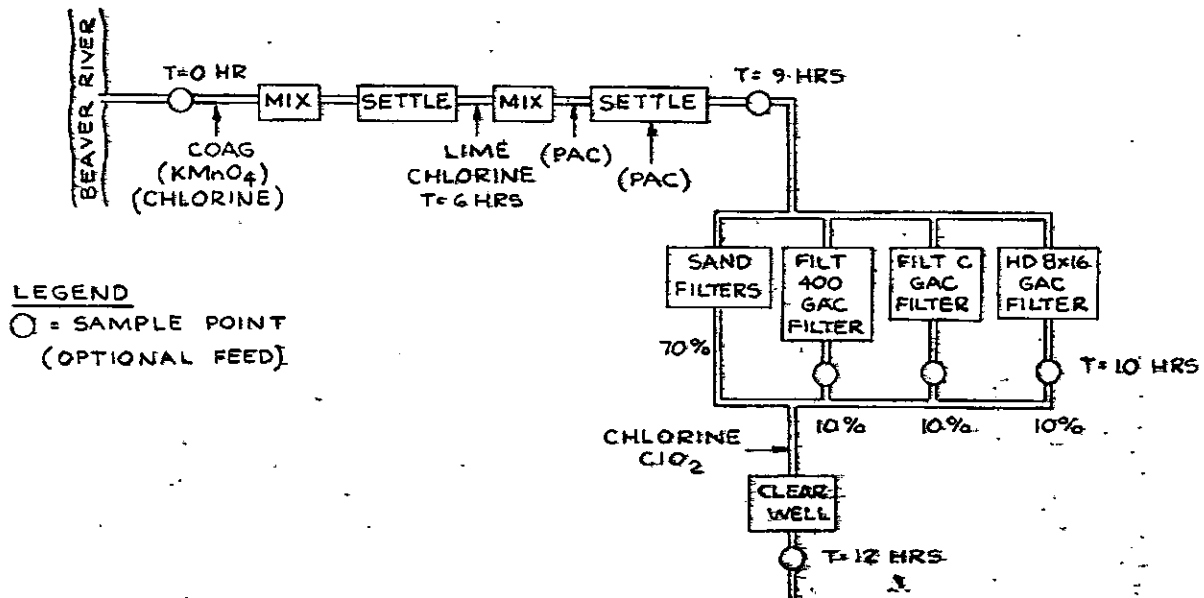 BEAVER RIVER
T=0 HR
MIX
SETTLE
MIX
SETTLE
T= 9 HRS
COAG
(KMnO4)
(CHLORINE)
LIME
CHLORINE
T=6 HRS
(PAC)
(PAC)
LEGEND
O = SAMPLE POINT
(OPTIONAL FEED)
SAND
FILTERS
FILT
400
GAC
FILTER
FILT C
GAC
FILTER
HD 8x16
GAC
FILTER
70%
T=10 HRS
10%
10%
10%
CHLORINE
ClO2
CLEAR
WELL
T=12 HRS